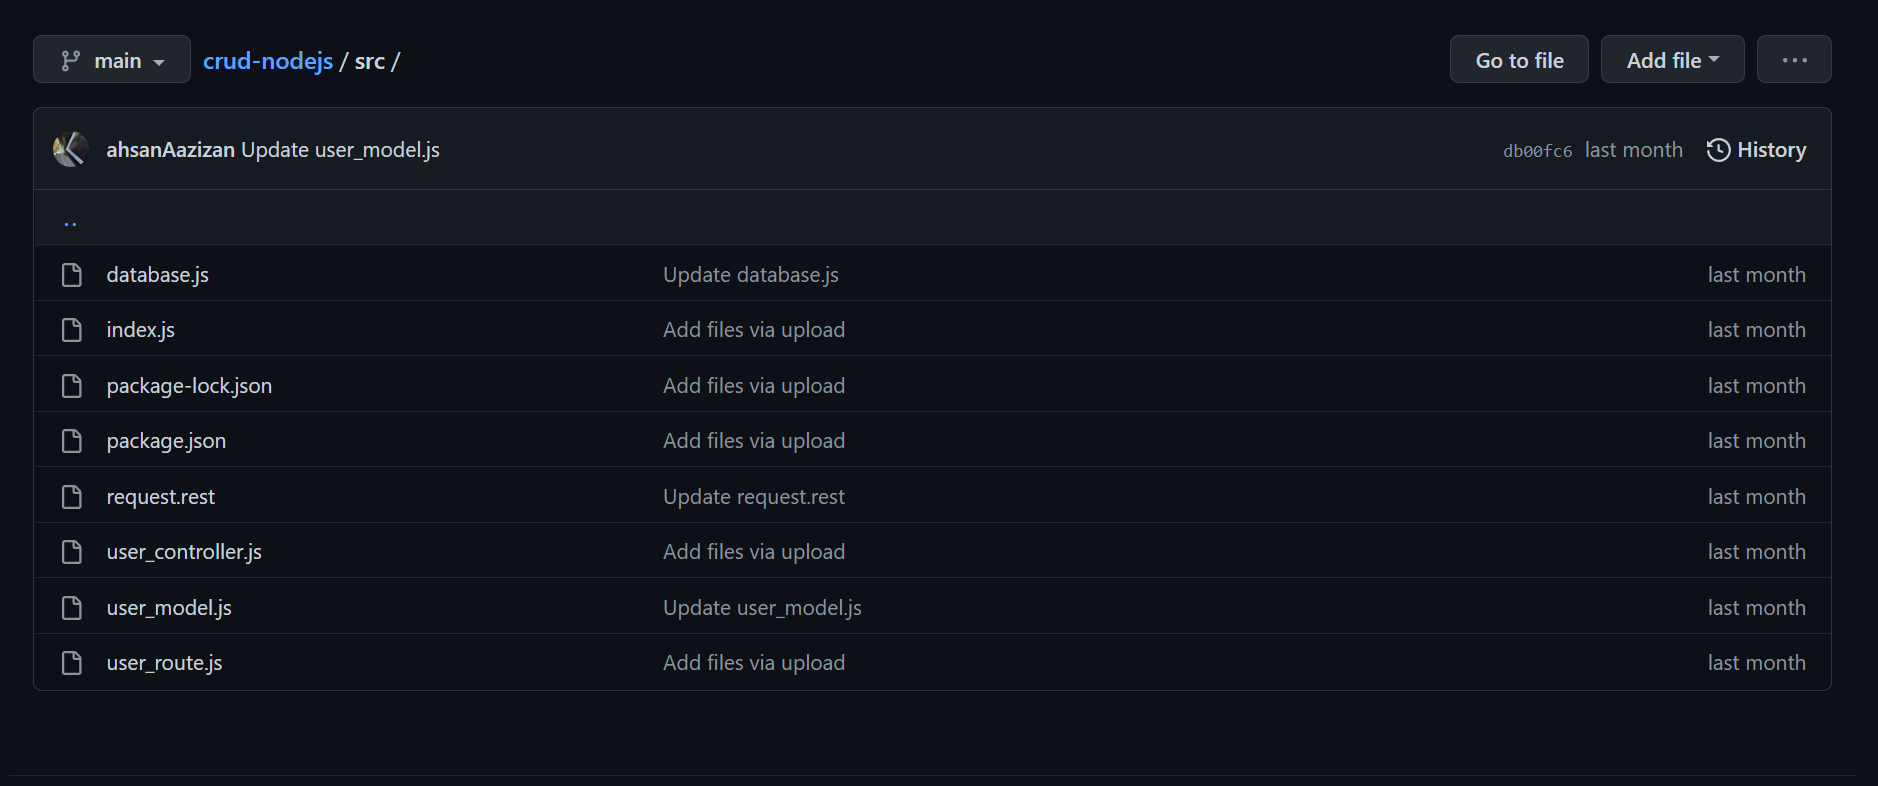 main crud-nodejs / src / Go to file Add file ...
ahsanAazizan Update user_model.js db00fc6 last month History
..
database.js Update database.js last month
index.js Add files via upload last month
package-lock.json Add files via upload last month
package.json Add files via upload last month
request.rest Update request.rest last month
user_controller.js Add files via upload last month
user_model.js Update user_model.js last month
user_route.js Add files via upload last month